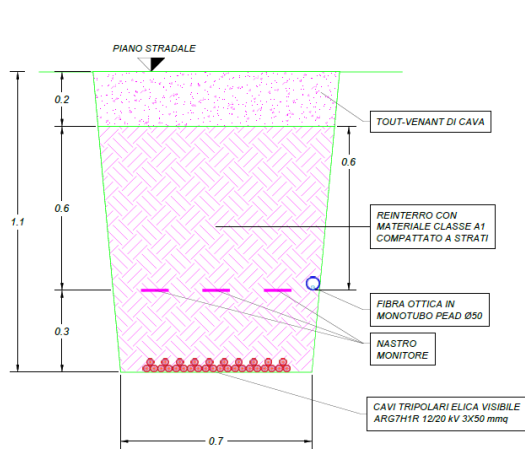 PIANO STRADALE
0.2
TOUT-VENANT DI CAVA
0.6
0.6
1.1
REINTERRO CON
MATERIALE CLASSE A1
COMPATTATO A STRATI
FIBRA OTTICA IN
MONOTUBO PEAD Ø50
0.3
NASTRO
MONITORE
CAVI TRIPOLARI ELICA VISIBILE
ARG7H1R 12/20 kV 3X50 mmq
0.7